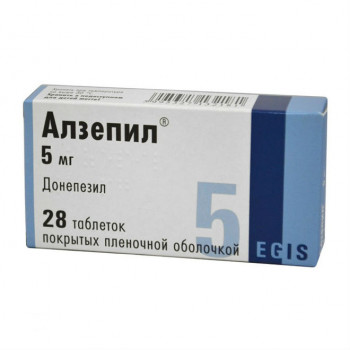 Алзепил®
5 мг
Донепезил
28 таблеток
покрытых пленочной оболочкой
5
EGIS